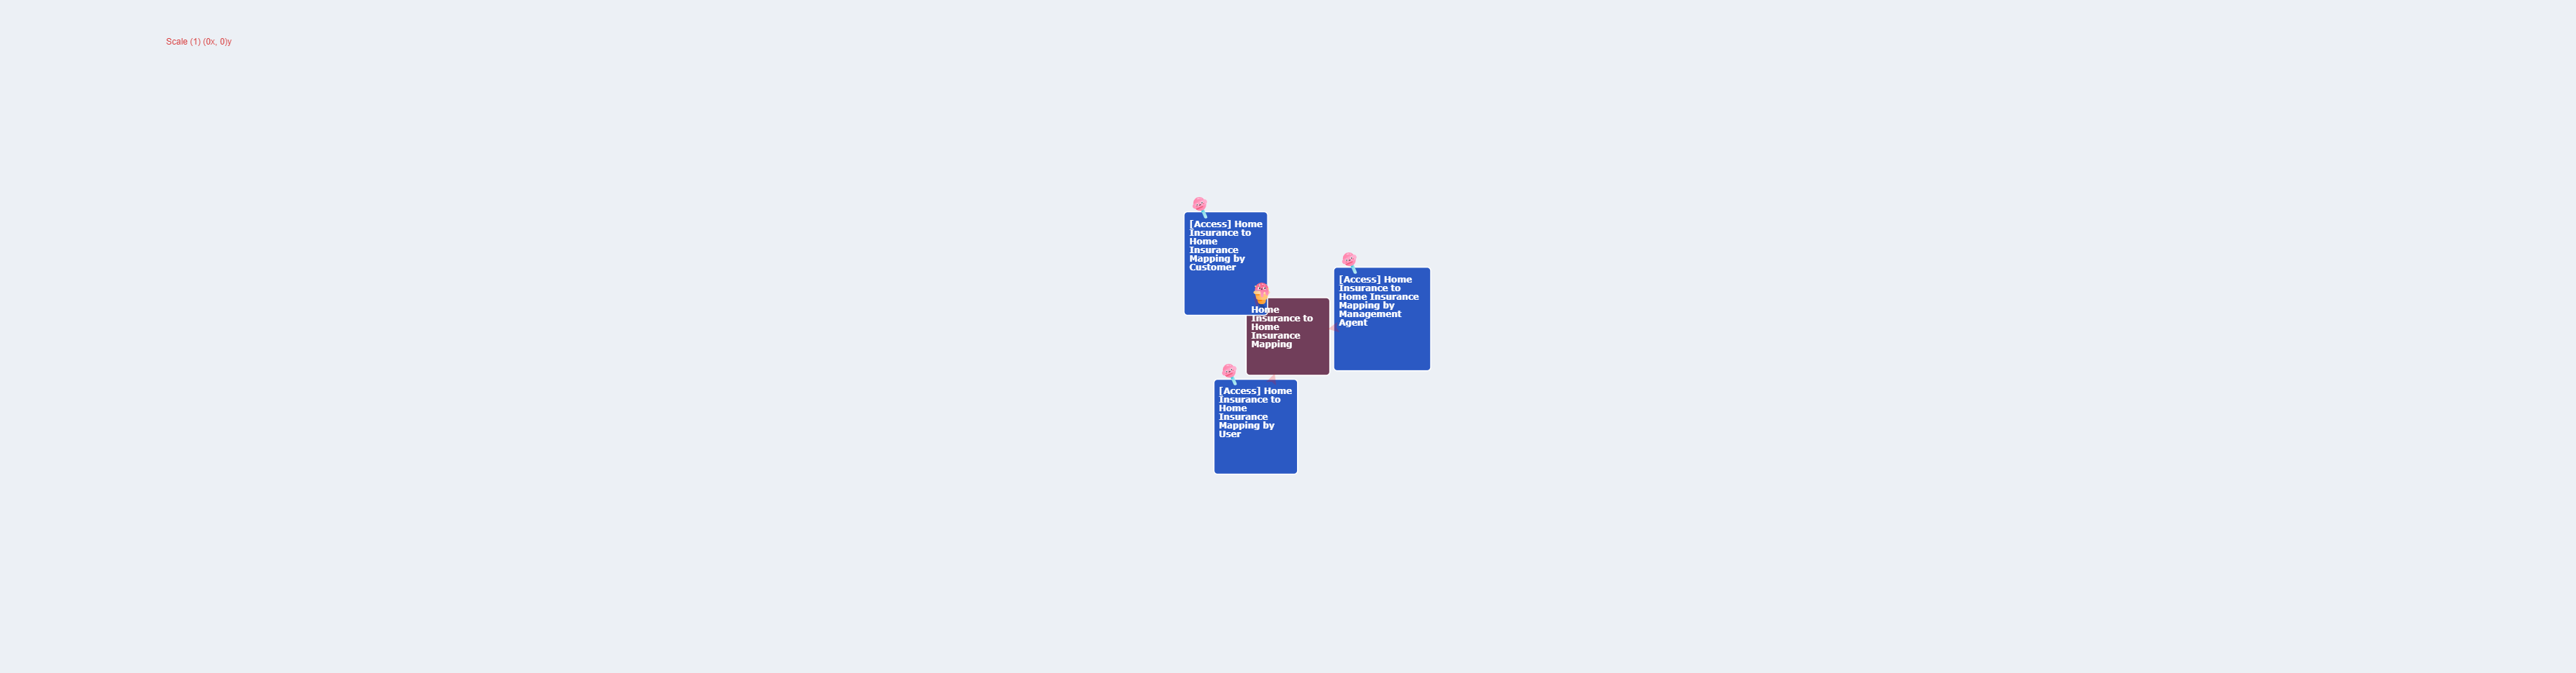 Scale (1) (0x, 0)y
[Access] Home
Insurance to
Home
Insurance
Mapping by
Customer
[Access] Home
Insurance to
Home Insurance
Mapping by
Management
Agent
Home
Insurance to
Home
Insurance
Mapping
[Access] Home
Insurance to
Home
Insurance
Mapping by
User